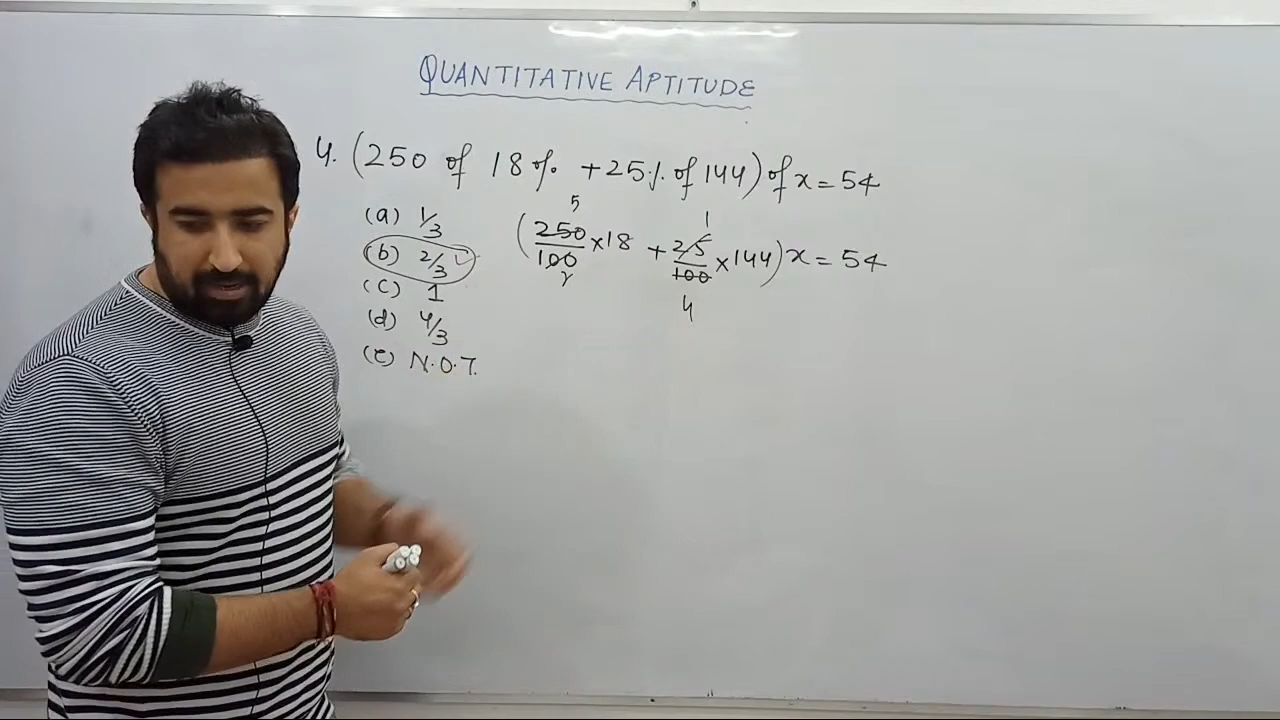 QUANTITATIVE APTITUDE
4. (250 of 18% + 25% of 144) of x = 54
(a) 1/3
(b) 2/3
(c) 1
(d) 4/3
(e) N.O.T.
5 1
(250/100 × 18 + 25/100 × 144) x = 54
2 4